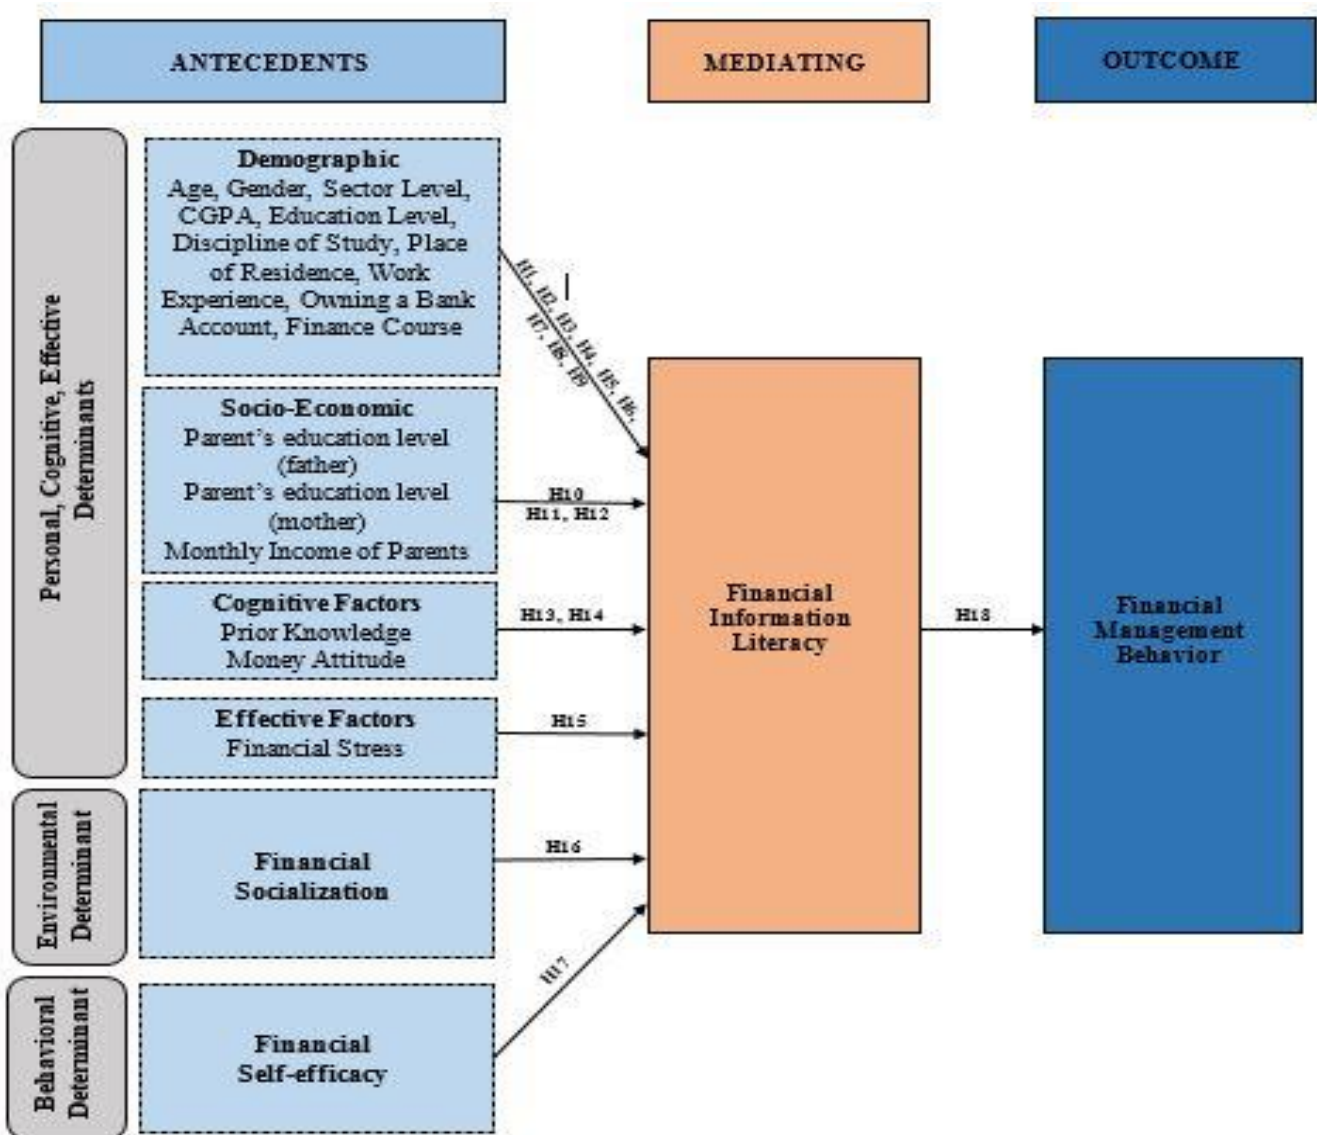 ANTECEDENTS
MEDIATING
OUTCOME
Personal, Cognitive, Effective
Determinants
Demographic
Age, Gender, Sector Level,
CGPA, Education Level,
Discipline of Study, Place
of Residence, Work
Experience, Owning a Bank
Account, Finance Course
H1, H2, H3, H4, H5, H6,
H7, H8, H9
Socio-Economic
Parent's education level
(father)
Parent's education level
(mother)
Monthly Income of Parents
H10
H11, H12
Cognitive Factors
Prior Knowledge
Money Attitude
H13, H14
Effective Factors
Financial Stress
H15
Environmental
Determinant
Financial
Socialization
H16
Behavioral
Determinant
Financial
Self-efficacy
H17
Financial
Information
Literacy
H18
Financial
Management
Behavior